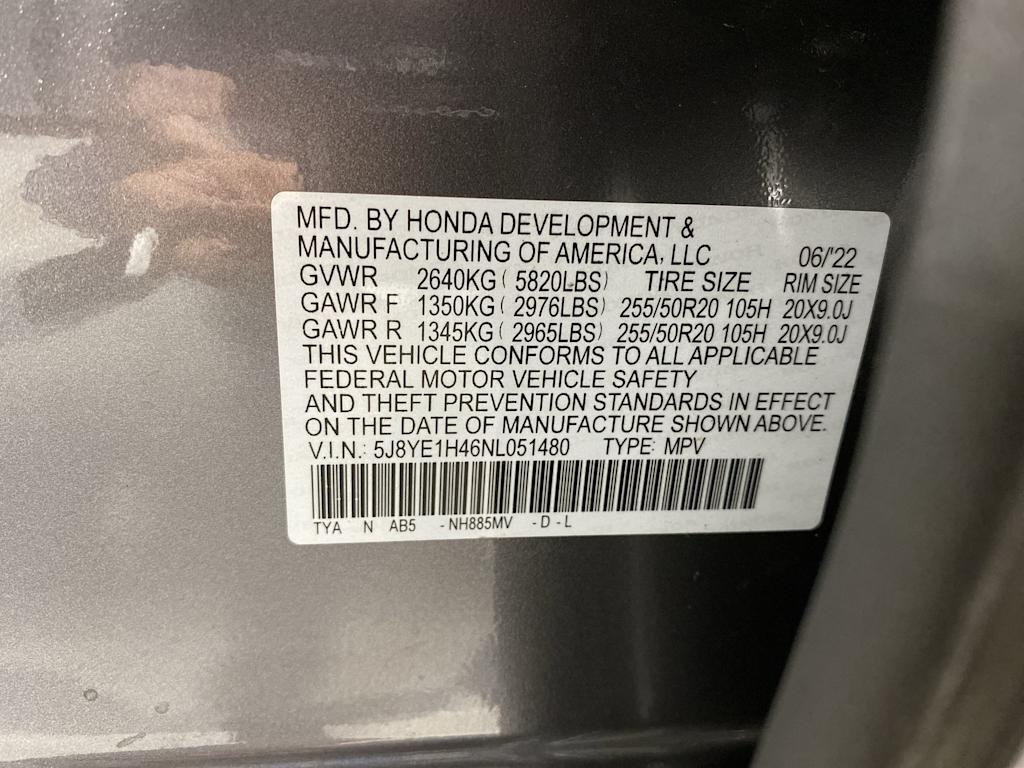 MFD. BY HONDA DEVELOPMENT &
MANUFACTURING OF AMERICA, LLC 06/'22
GVWR 2640KG ( 5820LBS) TIRE SIZE RIM SIZE
GAWR F 1350KG ( 2976LBS) 255/50R20 105H 20X9.0J
GAWR R 1345KG ( 2965LBS) 255/50R20 105H 20X9.0J
THIS VEHICLE CONFORMS TO ALL APPLICABLE
FEDERAL MOTOR VEHICLE SAFETY
AND THEFT PREVENTION STANDARDS IN EFFECT
ON THE DATE OF MANUFACTURE SHOWN ABOVE.
V.I.N.: 5J8YE1H46NL051480 TYPE: MPV
TYA N AB5 -NH885MV -D-L